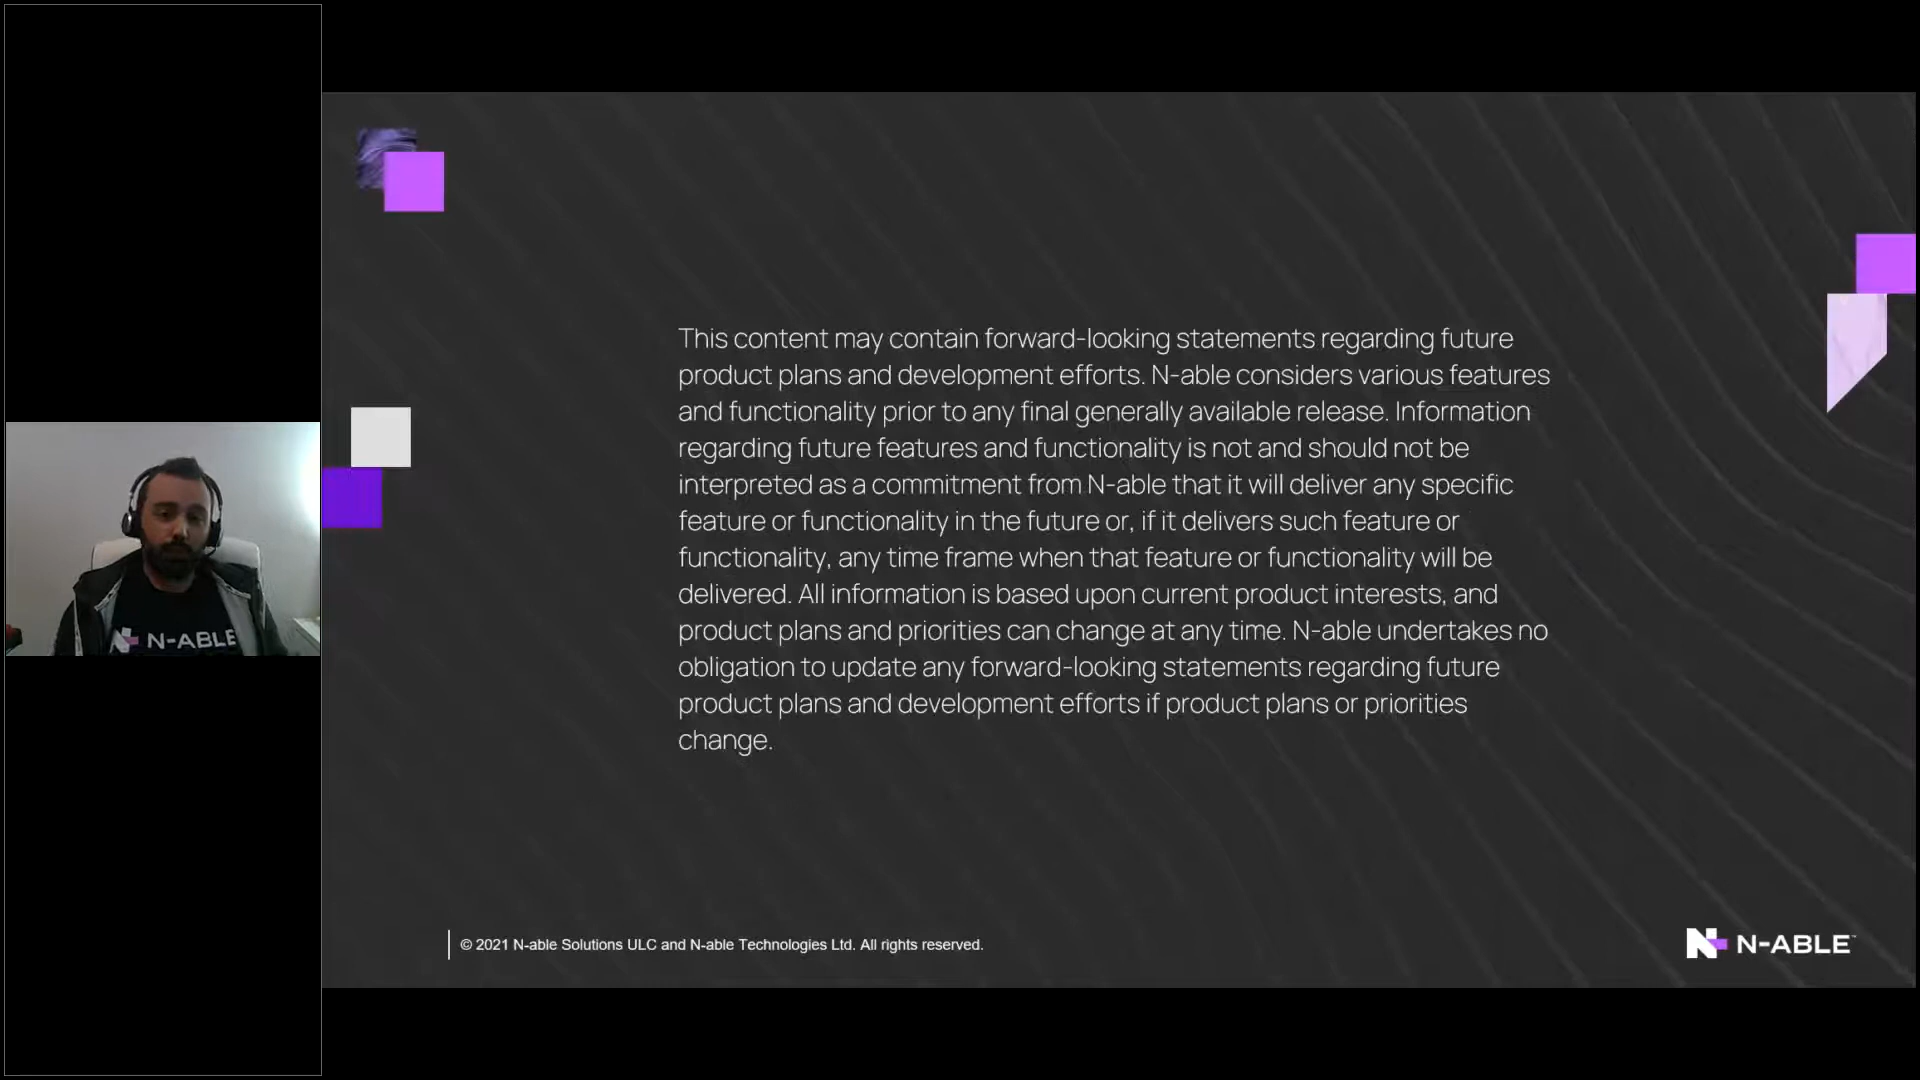 This content may contain forward-looking statements regarding future
product plans and development efforts. N-able considers various features
and functionality prior to any final generally available release. Information
regarding future features and functionality is not and should not be
interpreted as a commitment from N-able that it will deliver any specific
feature or functionality in the future or, if it delivers such feature or
functionality, any time frame when that feature or functionality will be
delivered. All information is based upon current product interests, and
product plans and priorities can change at any time. N-able undertakes no
obligation to update any forward-looking statements regarding future
product plans and development efforts if product plans or priorities
change.
N-ABLE
© 2021 N-able Solutions ULC and N-able Technologies Ltd. All rights reserved.
N-ABLE™